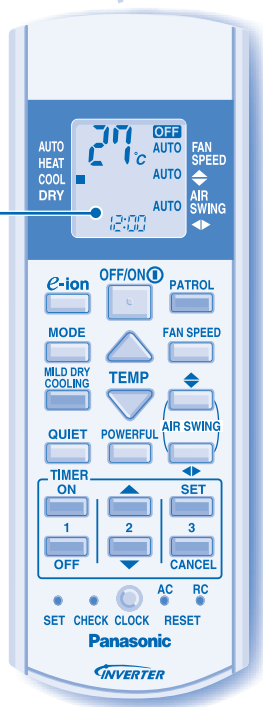 27°C OFF
AUTO
AUTO
AUTO
12:00
AUTO
HEAT
COOL
DRY
FAN
SPEED
AIR
SWING
e-ion
OFF/ON
PATROL
MODE
FAN SPEED
MILD DRY
COOLING
TEMP
AIR SWING
QUIET
POWERFUL
TIMER
ON
SET
1 2 3
OFF
CANCEL
AC RC
SET CHECK CLOCK RESET
Panasonic
INVERTER